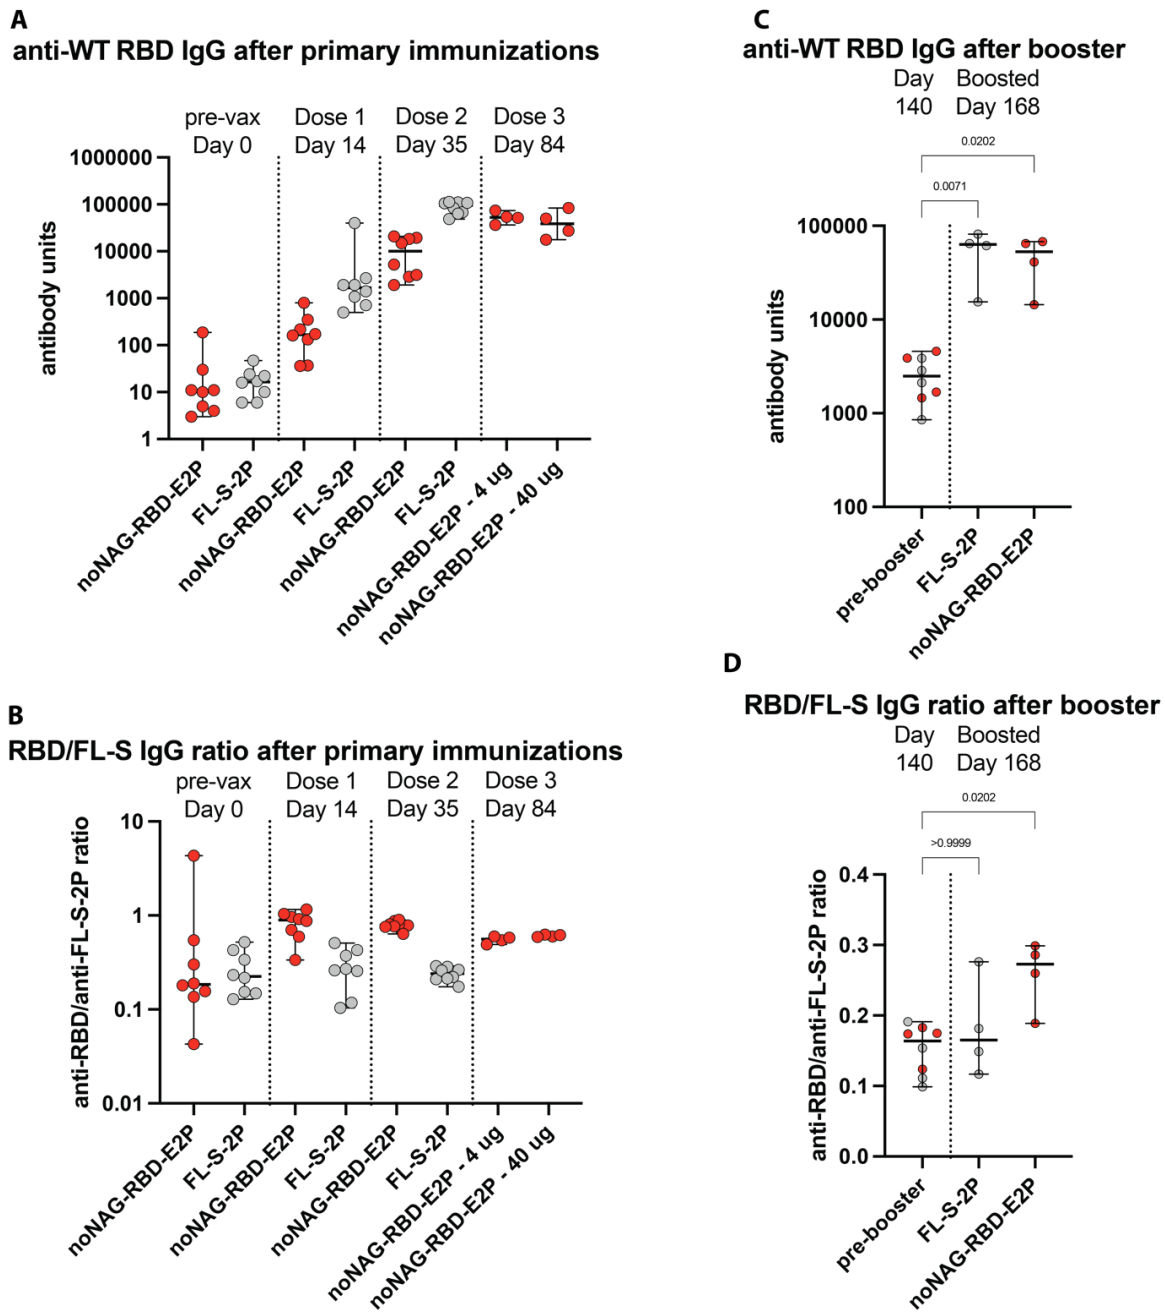 A
anti-WT RBD IgG after primary immunizations
pre-vax Dose 1 Dose 2 Dose 3
Day 0 Day 14 Day 35 Day 84
antibody units
1000000
100000
10000
1000
100
10
1
noNAG-RBD-E2P
FL-S-2P
noNAG-RBD-E2P
FL-S-2P
noNAG-RBD-E2P
FL-S-2P
noNAG-RBD-E2P - 4 ug
noNAG-RBD-E2P - 40 ug
B
RBD/FL-S IgG ratio after primary immunizations
pre-vax Dose 1 Dose 2 Dose 3
Day 0 Day 14 Day 35 Day 84
anti-RBD/anti-FL-S-2P ratio
10
1
0.1
0.01
noNAG-RBD-E2P
FL-S-2P
noNAG-RBD-E2P
FL-S-2P
noNAG-RBD-E2P
FL-S-2P
noNAG-RBD-E2P - 4 ug
noNAG-RBD-E2P - 40 ug
C
anti-WT RBD IgG after booster
Day Boosted
140 Day 168
0.0202
0.0071
antibody units
100000
10000
1000
100
pre-booster
FL-S-2P
noNAG-RBD-E2P
D
RBD/FL-S IgG ratio after booster
Day Boosted
140 Day 168
0.0202
>0.9999
anti-RBD/anti-FL-S-2P ratio
0.4
0.3
0.2
0.1
0.0
pre-booster
FL-S-2P
noNAG-RBD-E2P